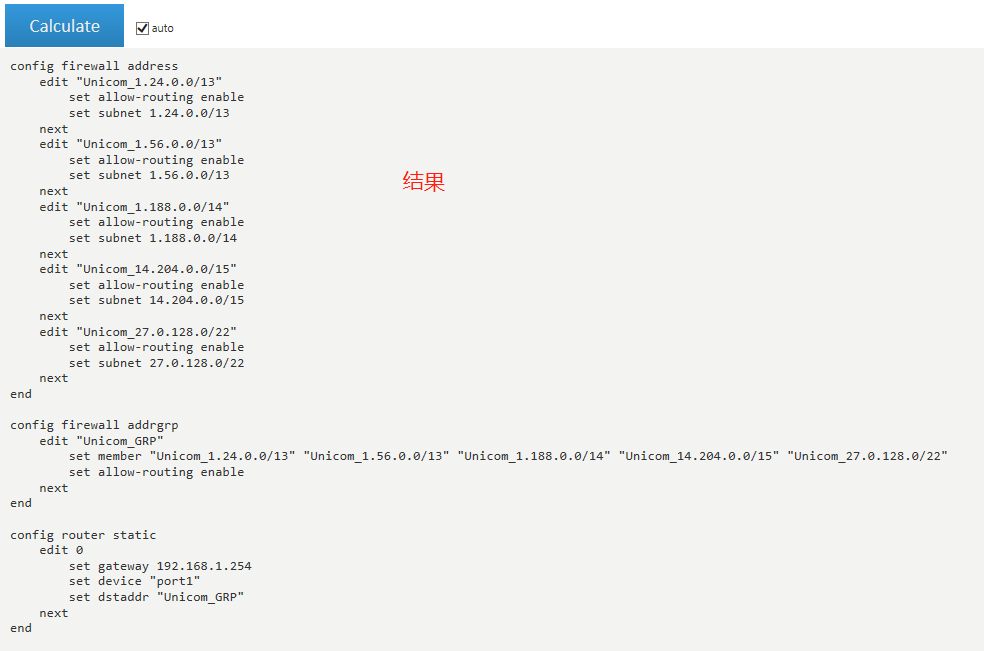 Calculate
auto
config firewall address
    edit "Unicom_1.24.0.0/13"
        set allow-routing enable
        set subnet 1.24.0.0/13
    next
    edit "Unicom_1.56.0.0/13"
        set allow-routing enable
        set subnet 1.56.0.0/13
    next
    edit "Unicom_1.188.0.0/14"
        set allow-routing enable
        set subnet 1.188.0.0/14
    next
    edit "Unicom_14.204.0.0/15"
        set allow-routing enable
        set subnet 14.204.0.0/15
    next
    edit "Unicom_27.0.128.0/22"
        set allow-routing enable
        set subnet 27.0.128.0/22
    next
end
结果
config firewall addrgrp
    edit "Unicom_GRP"
        set member "Unicom_1.24.0.0/13" "Unicom_1.56.0.0/13" "Unicom_1.188.0.0/14" "Unicom_14.204.0.0/15" "Unicom_27.0.128.0/22"
        set allow-routing enable
    next
end
config router static
    edit 0
        set gateway 192.168.1.254
        set device "port1"
        set dstaddr "Unicom_GRP"
    next
end